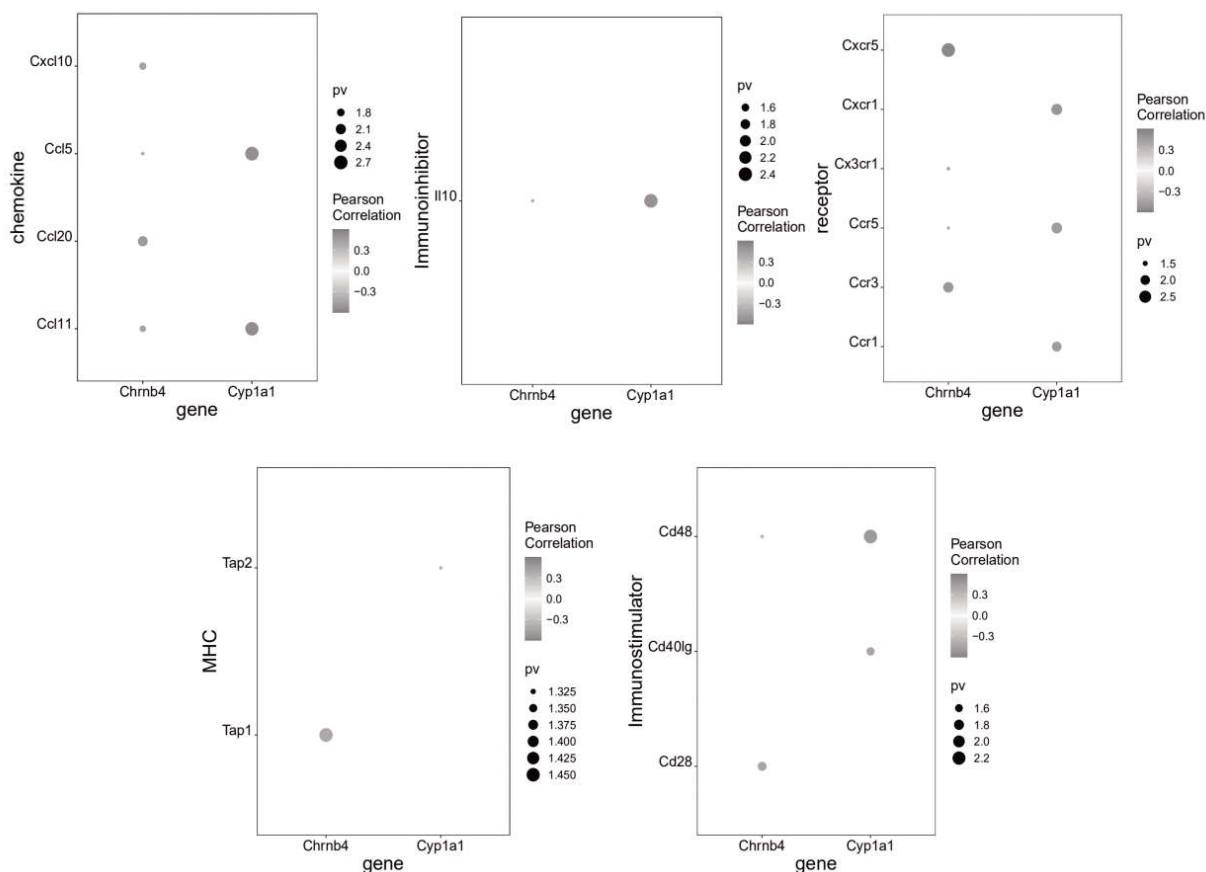 chemokine
Cxcl10
Ccl5
Ccl20
Ccl11
Chrnb4 Cyp1a1
gene
pv
1.8
2.1
2.4
2.7
Pearson
Correlation
0.3
0.0
−0.3
Immunoinhibitor
Il10
Chrnb4 Cyp1a1
gene
pv
1.6
1.8
2.0
2.2
2.4
Pearson
Correlation
0.3
0.0
−0.3
receptor
Cxcr5
Cxcr1
Cx3cr1
Ccr5
Ccr3
Ccr1
Chrnb4 Cyp1a1
gene
Pearson
Correlation
0.3
0.0
−0.3
pv
1.5
2.0
2.5
MHC
Tap2
Tap1
Chrnb4 Cyp1a1
gene
Pearson
Correlation
0.3
0.0
−0.3
pv
1.325
1.350
1.375
1.400
1.425
1.450
Immunostimulator
Cd48
Cd40lg
Cd28
Chrnb4 Cyp1a1
gene
Pearson
Correlation
0.3
0.0
−0.3
pv
1.6
1.8
2.0
2.2